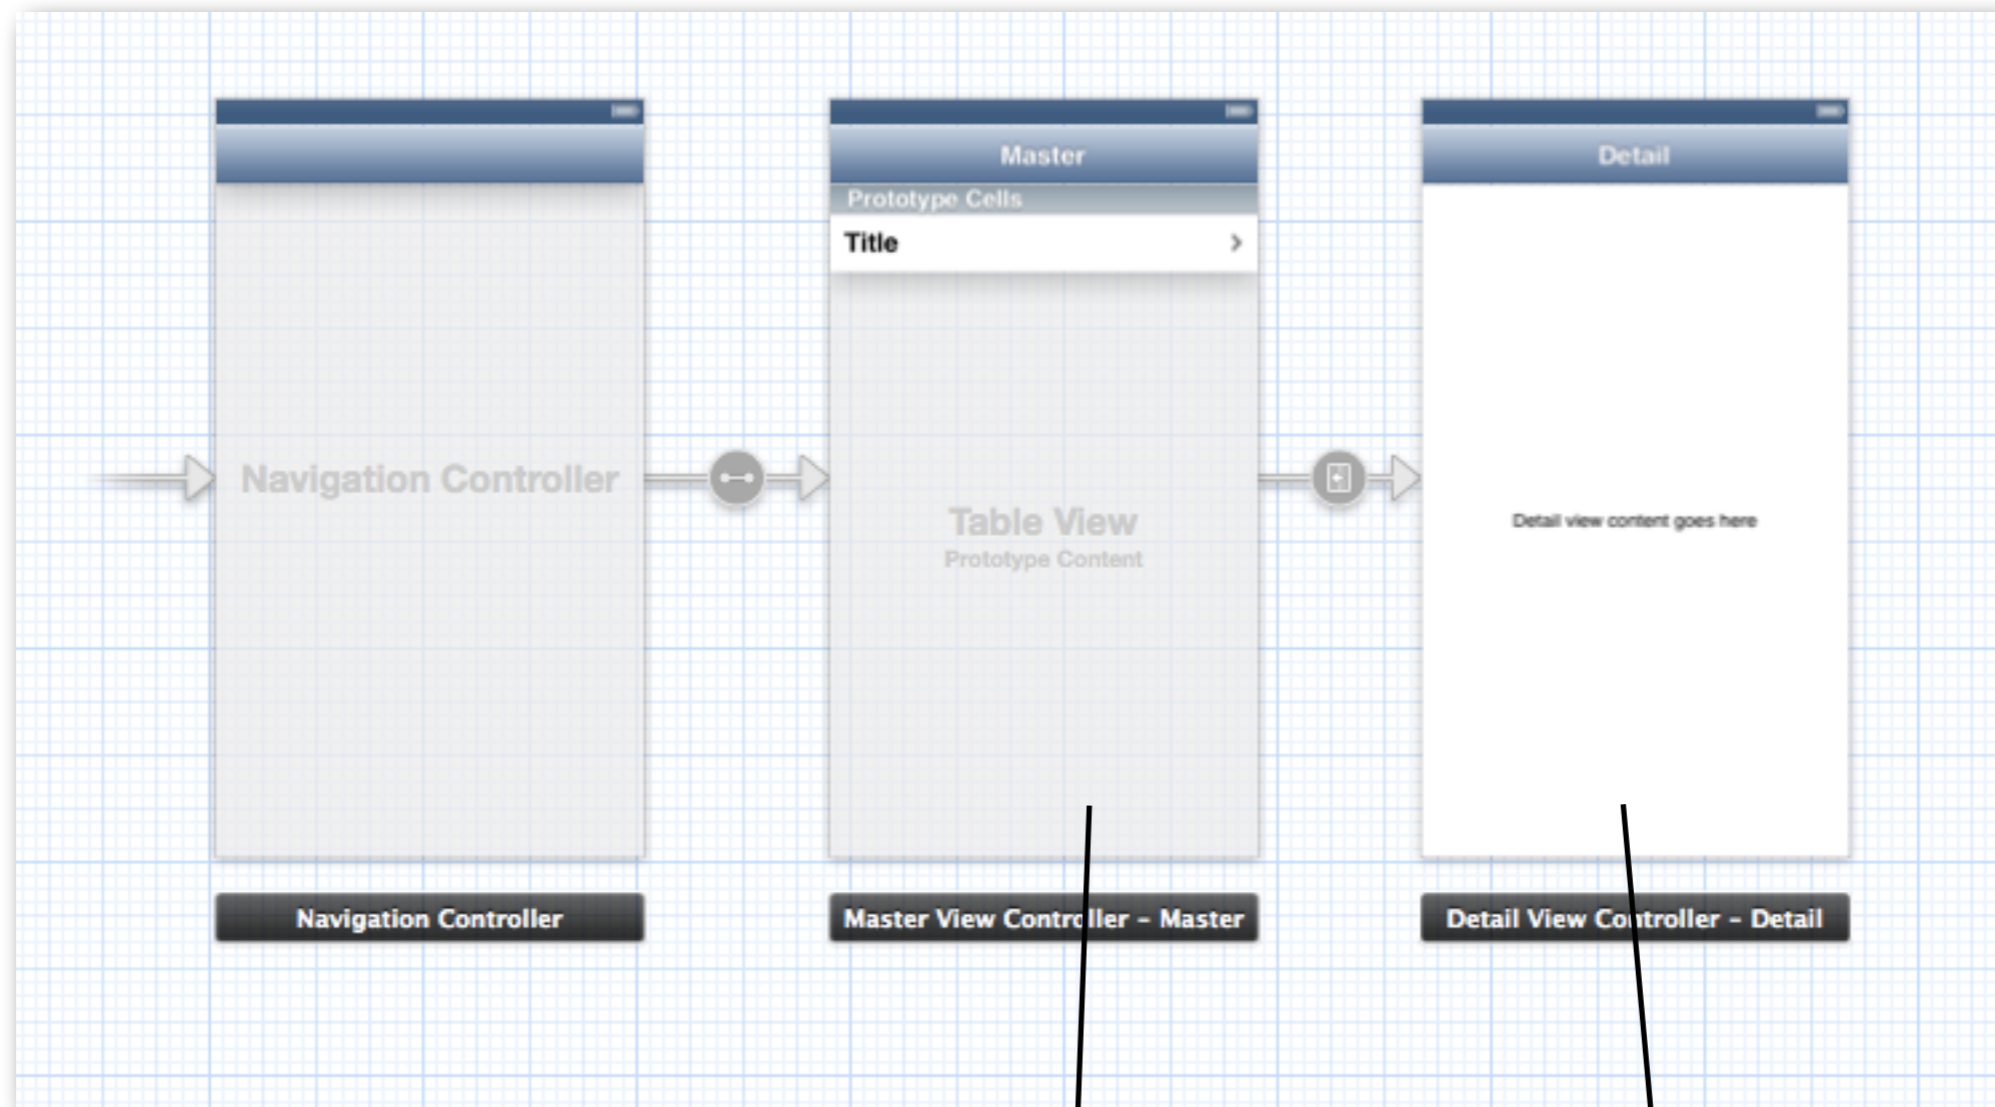 Master
Detail
Prototype Cells
Title
Navigation Controller
Table View
Prototype Content
Detail view content goes here
Navigation Controller
Master View Controller – Master
Detail View Controller – Detail